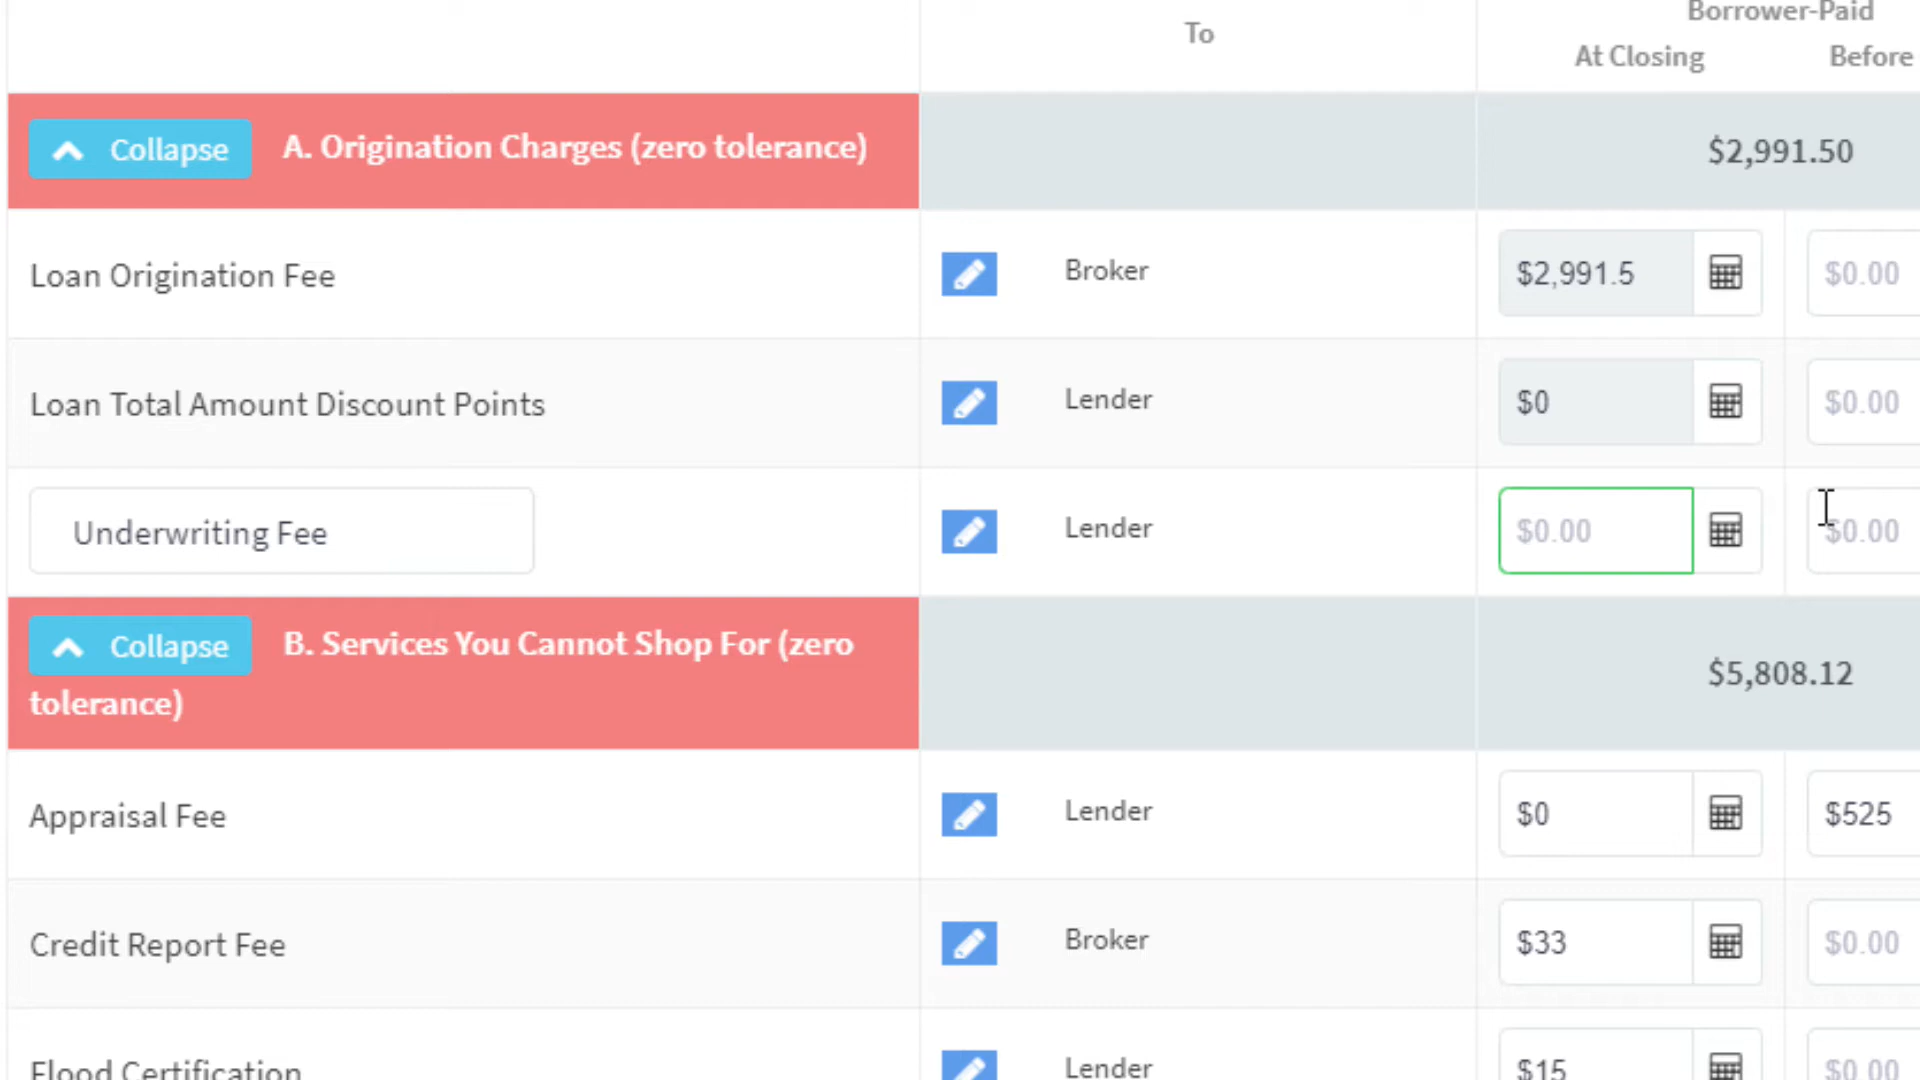 Borrower-Paid
To
At Closing Before
Collapse A. Origination Charges (zero tolerance) $2,991.50
Loan Origination Fee Broker $2,991.5 $0.00
Loan Total Amount Discount Points Lender $0 $0.00
Underwriting Fee Lender $0.00 $0.00
Collapse B. Services You Cannot Shop For (zero
tolerance)
$5,808.12
Appraisal Fee Lender $0 $525
Credit Report Fee Broker $33 $0.00
Flood Certification Lender $15 $0.00